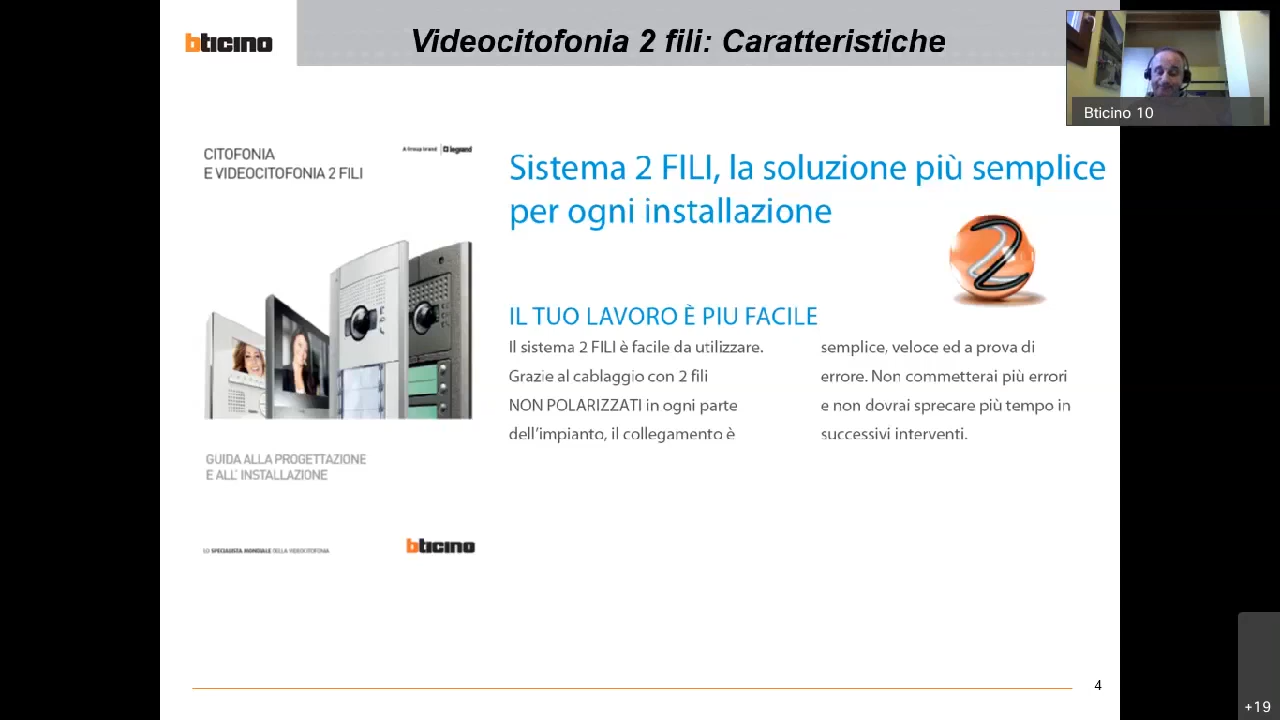 bticino
Videocitofonia 2 fili: Caratteristiche
Bticino 10
CITOFONIA
E VIDEOCITOFONIA 2 FILI
A Group brand legrand
GUIDA ALLA PROGETTAZIONE
E ALL' INSTALLAZIONE
LO SPECIALISTA MONDIALE DELLA VIDEOCITOFONIA
bticino
Sistema 2 FILI, la soluzione più semplice
per ogni installazione
2
IL TUO LAVORO È PIU FACILE
Il sistema 2 FILI è facile da utilizzare.
Grazie al cablaggio con 2 fili
NON POLARIZZATI in ogni parte
dell'impianto, il collegamento è
semplice, veloce ed a prova di
errore. Non commetterai più errori
e non dovrai sprecare più tempo in
successivi interventi.
4
+19